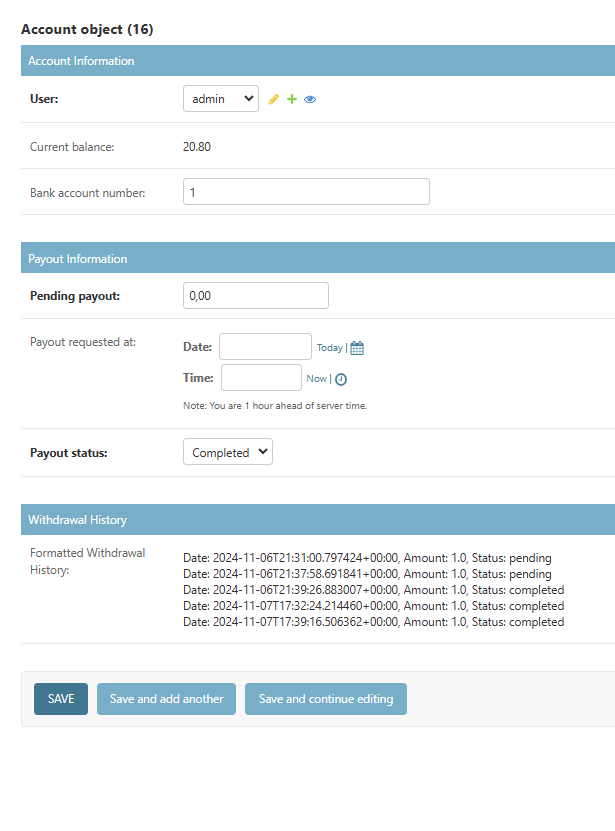 Account object (16)
Account Information
User: admin
Current balance: 20.80
Bank account number: 1
Payout Information
Pending payout: 0,00
Payout requested at: Date: Today |
Time: Now |
Note: You are 1 hour ahead of server time.
Payout status: Completed
Withdrawal History
Formatted Withdrawal
History:
Date: 2024-11-06T21:31:00.797424+00:00, Amount: 1.0, Status: pending
Date: 2024-11-06T21:37:58.691841+00:00, Amount: 1.0, Status: pending
Date: 2024-11-06T21:39:26.883007+00:00, Amount: 1.0, Status: completed
Date: 2024-11-07T17:32:24.214460+00:00, Amount: 1.0, Status: completed
Date: 2024-11-07T17:39:16.506362+00:00, Amount: 1.0, Status: completed
SAVE Save and add another Save and continue editing